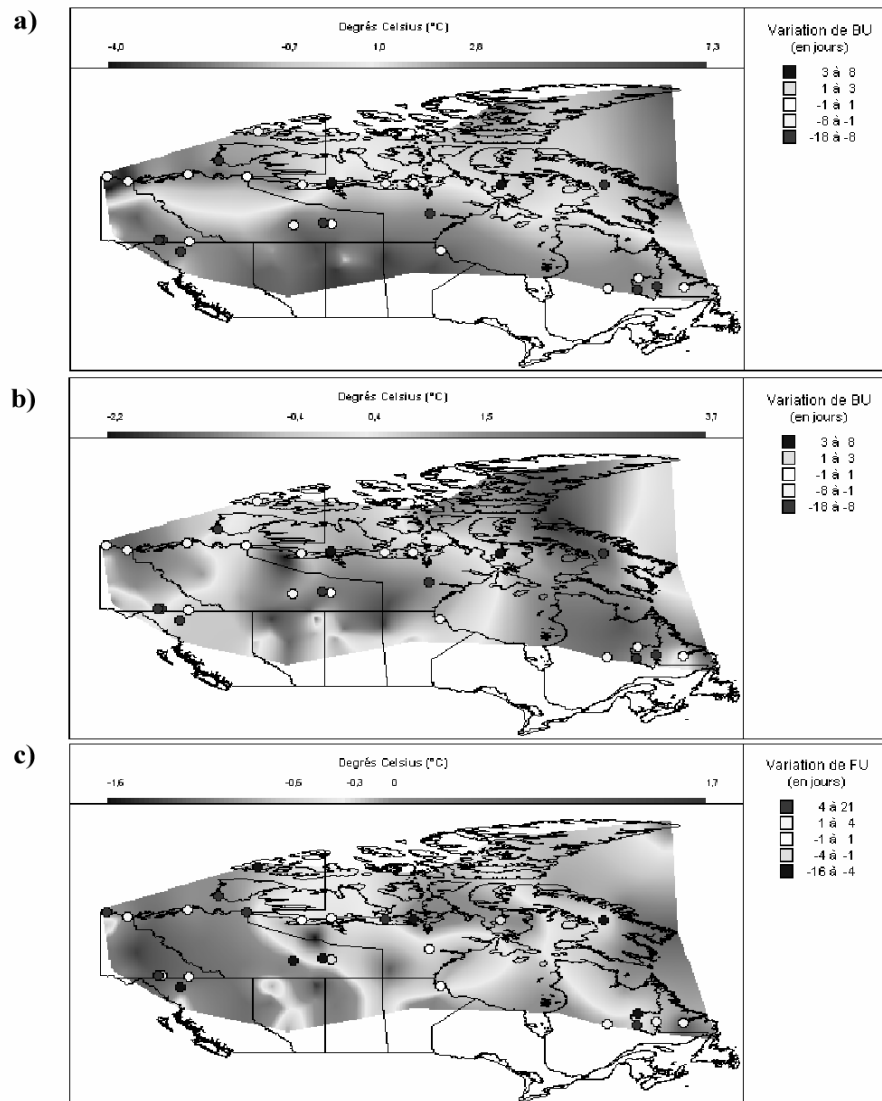 a)
Degrés Celsius (°C)
-4,0 -0,7 1,0 2,8 7,3
Variation de BU
(en jours)
3 à 8
1 à 3
-1 à 1
-8 à -1
-18 à -8
b)
Degrés Celsius (°C)
-2,2 -0,4 0,4 1,5 3,7
Variation de BU
(en jours)
3 à 8
1 à 3
-1 à 1
-8 à -1
-18 à -8
c)
Degrés Celsius (°C)
-1,6 -0,6 -0,3 0 1,7
Variation de FU
(en jours)
4 à 21
1 à 4
-1 à 1
-4 à -1
-16 à -4